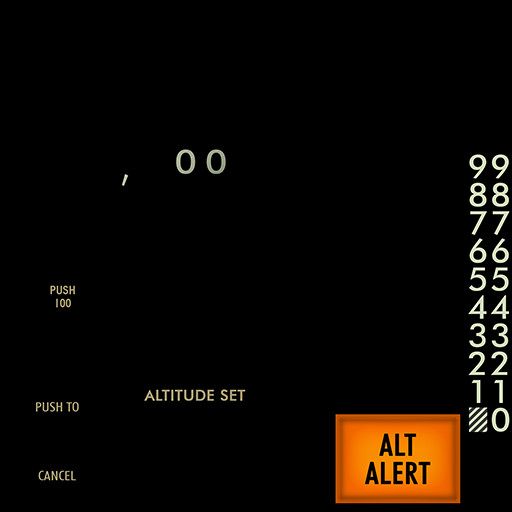 , 00
99
88
77
66
55
44
33
22
11
0
PUSH
100
PUSH TO
ALTITUDE SET
CANCEL
ALT
ALERT